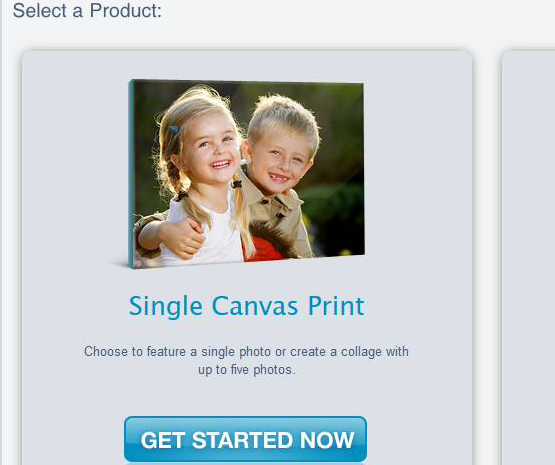 Select a Product:
Single Canvas Print
Choose to feature a single photo or create a collage with
up to five photos.
GET STARTED NOW